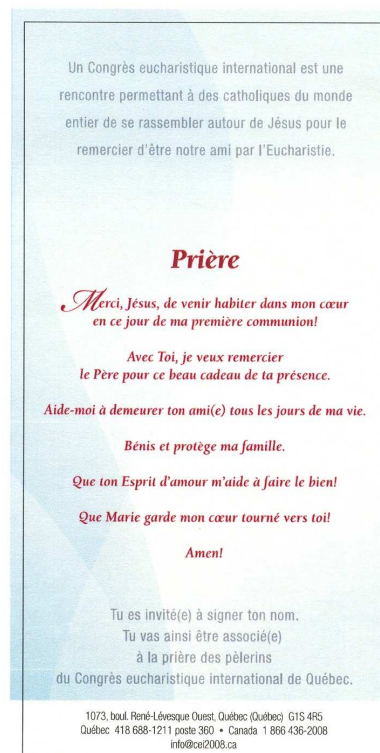 Un Congrès eucharistique international est une
rencontre permettant à des catholiques du monde
entier de se rassembler autour de Jésus pour le
remercier d'être notre ami par l'Eucharistie.
Prière
Merci, Jésus, de venir habiter dans mon cœur
en ce jour de ma première communion!
Avec Toi, je veux remercier
le Père pour ce beau cadeau de ta présence.
Aide-moi à demeurer ton ami(e) tous les jours de ma vie.
Bénis et protège ma famille.
Que ton Esprit d'amour m'aide à faire le bien!
Que Marie garde mon cœur tourné vers toi!
Amen!
Tu es invité(e) à signer ton nom.
Tu vas ainsi être associé(e)
à la prière des pèlerins
du Congrès eucharistique international de Québec.
1073, boul. René-Lévesque Ouest, Québec (Québec) G1S 4R5
Québec 418 688-1211 poste 360 • Canada 1 866 436-2008
info@cei2008.ca